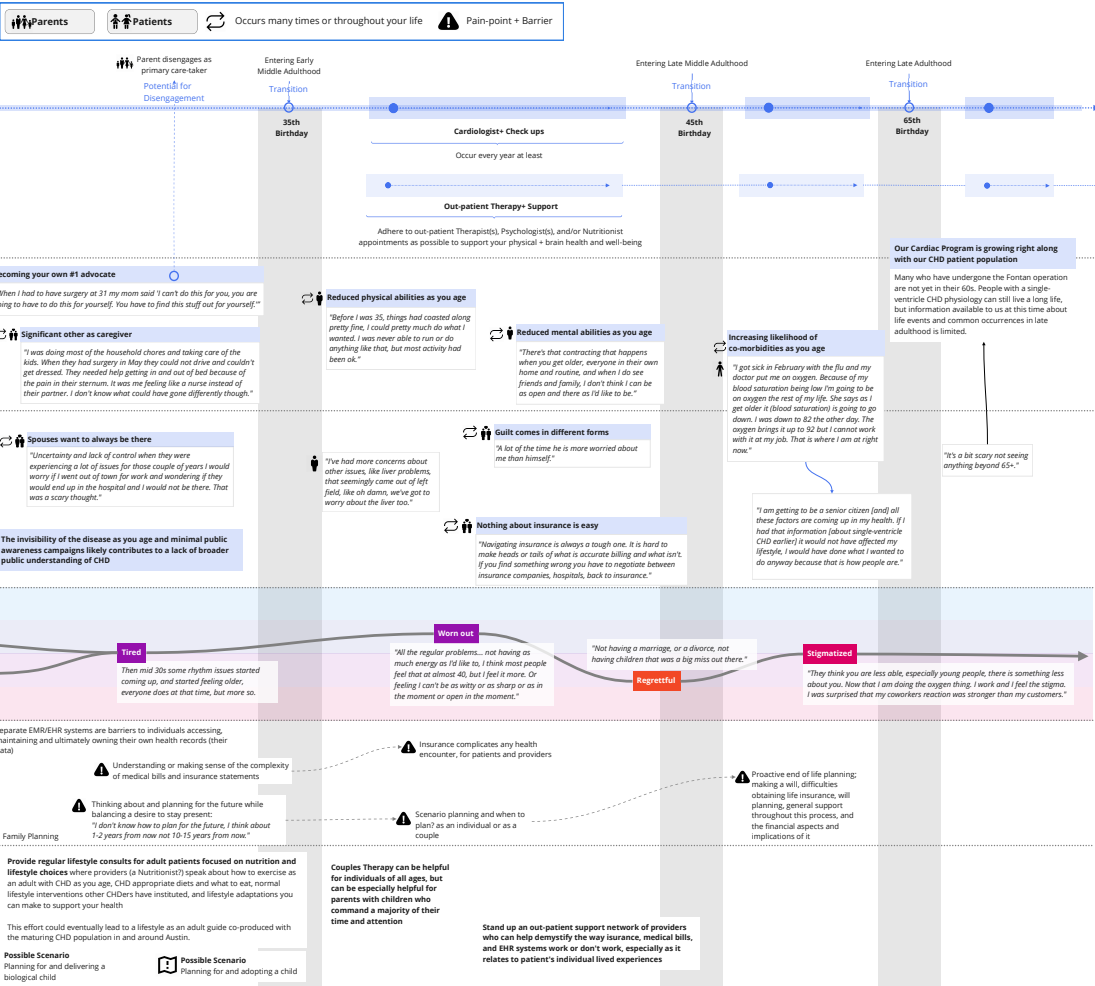 Parents
Patients
Occurs many times or throughout your life
Pain-point + Barrier
Parent disengages as
primary care-taker
Potential for
Disengagement
Entering Early
Middle Adulthood
Transition
35th
Birthday
Entering Late Middle Adulthood
Transition
45th
Birthday
Entering Late Adulthood
Transition
65th
Birthday
Cardiologist+ Check ups
Occur every year at least
Out-patient Therapy+ Support
Adhere to out-patient Therapist(s), Psychologist(s), and/or Nutritionist
appointments as possible to support your physical + brain health and well-being
Our Cardiac Program is growing right along
with our CHD patient population
Many who have undergone the Fontan operation
are not yet in their 60s. People with a single-
ventricle CHD physiology can still live a long life,
but information available to us at this time about
life events and common occurrences in late
adulthood is limited.
ecoming your own #1 advocate
When I had to have surgery at 31 my mom said 'I can't do this for you, you are
oing to have to do this for yourself. You have to find this stuff out for yourself.'"
Significant other as caregiver
"I was doing most of the household chores and taking care of the
kids. When they had surgery in May they could not drive and couldn't
get dressed. They needed help getting in and out of bed because of
the pain in their sternum. It was me feeling like a nurse instead of
their partner. I don't know what could have gone differently though."
Reduced physical abilities as you age
"Before I was 35, things had coasted along
pretty fine, I could pretty much do what I
wanted. I was never able to run or do
anything like that, but most activity had
been ok."
Reduced mental abilities as you age
"There's that contracting that happens
when you get older, everyone in their own
home and routine, and when I do see
friends and family, I don't think I can be
as open and there as I'd like to be."
Increasing likelihood of
co-morbidities as you age
"I got sick in February with the flu and my
doctor put me on oxygen. Because of my
blood saturation being low I'm going to be
on oxygen the rest of my life. She says as I
get older it (blood saturation) is going to go
down. I was down to 82 the other day. The
oxygen brings it up to 92 but I cannot work
with it at my job. That is where I am at right
now."
Spouses want to always be there
"Uncertainty and lack of control when they were
experiencing a lot of issues for those couple of years I would
worry if I went out of town for work and wondering if they
would end up in the hospital and I would not be there. That
was a scary thought."
"I've had more concerns about
other issues, like liver problems,
that seemingly came out of left
field, like oh damn, we've got to
worry about the liver too."
Guilt comes in different forms
"A lot of the time he is more worried about
me than himself."
"It's a bit scary not seeing
anything beyond 65+."
"I am getting to be a senior citizen [and] all
these factors are coming up in my health. If I
had that information [about single-ventricle
CHD earlier] it would not have affected my
lifestyle, I would have done what I wanted to
do anyway because that is how people are."
Nothing about insurance is easy
"Navigating insurance is always a tough one. It is hard to
make heads or tails of what is accurate billing and what isn't.
If you find something wrong you have to negotiate between
insurance companies, hospitals, back to insurance."
The invisibility of the disease as you age and minimal public
awareness campaigns likely contributes to a lack of broader
public understanding of CHD
Tired
Then mid 30s some rhythm issues started
coming up, and started feeling older,
everyone does at that time, but more so.
Worn out
"All the regular problems... not having as
much energy as I'd like to, I think most people
feel that at almost 40, but I feel it more. Or
feeling I can't be as witty or as sharp or as in
the moment or open in the moment."
"Not having a marriage, or a divorce, not
having children that was a big miss out there."
Regrettful
Stigmatized
"They think you are less able, especially young people, there is something less
about you. Now that I am doing the oxygen thing. I work and I feel the stigma.
I was surprised that my coworkers reaction was stronger than my customers."
eparate EMR/EHR systems are barriers to individuals accessing,
maintaining and ultimately owning their own health records (their
ata)
Understanding or making sense of the complexity
of medical bills and insurance statements
Insurance complicates any health
encounter, for patients and providers
Thinking about and planning for the future while
balancing a desire to stay present:
"I don't know how to plan for the future, I think about
1-2 years from now not 10-15 years from now."
Scenario planning and when to
plan? as an individual or as a
couple
Proactive end of life planning;
making a will, difficulties
obtaining life insurance, will
planning, general support
throughout this process, and
the financial aspects and
implications of it
Family Planning
Provide regular lifestyle consults for adult patients focused on nutrition and
lifestyle choices where providers (a Nutritionist?) speak about how to exercise as
an adult with CHD as you age, CHD appropriate diets and what to eat, normal
lifestyle interventions other CHDers have instituted, and lifestyle adaptations you
can make to support your health
This effort could eventually lead to a lifestyle as an adult guide co-produced with
the maturing CHD population in and around Austin.
Couples Therapy can be helpful
for individuals of all ages, but
can be especially helpful for
parents with children who
command a majority of their
time and attention
Stand up an out-patient support network of providers
who can help demystify the way isurance, medical bills,
and EHR systems work or don't work, especially as it
relates to patient's individual lived experiences
Possible Scenario
Planning for and delivering a
biological child
Possible Scenario
Planning for and adopting a child